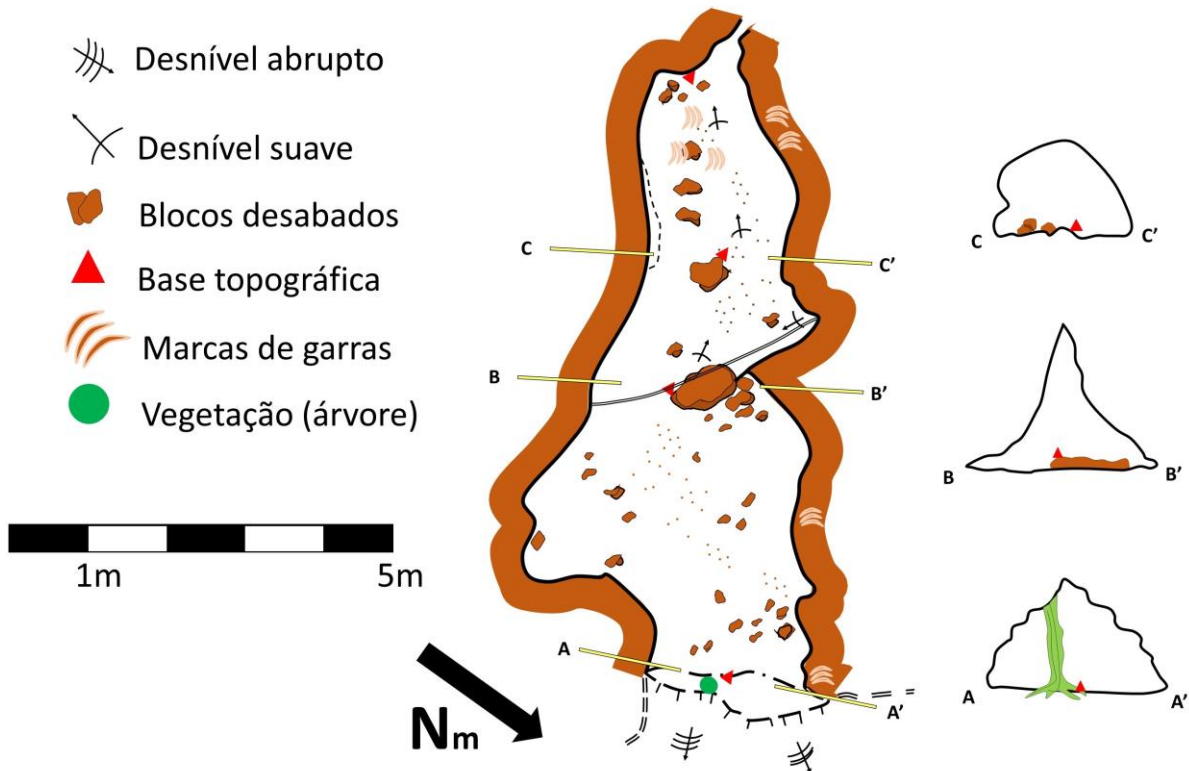 Desnível abrupto
Desnível suave
Blocos desabados
Base topográfica
Marcas de garras
Vegetação (árvore)
1m 5m
Nm
C C'
B B'
A A'
C C'
B B'
A A'